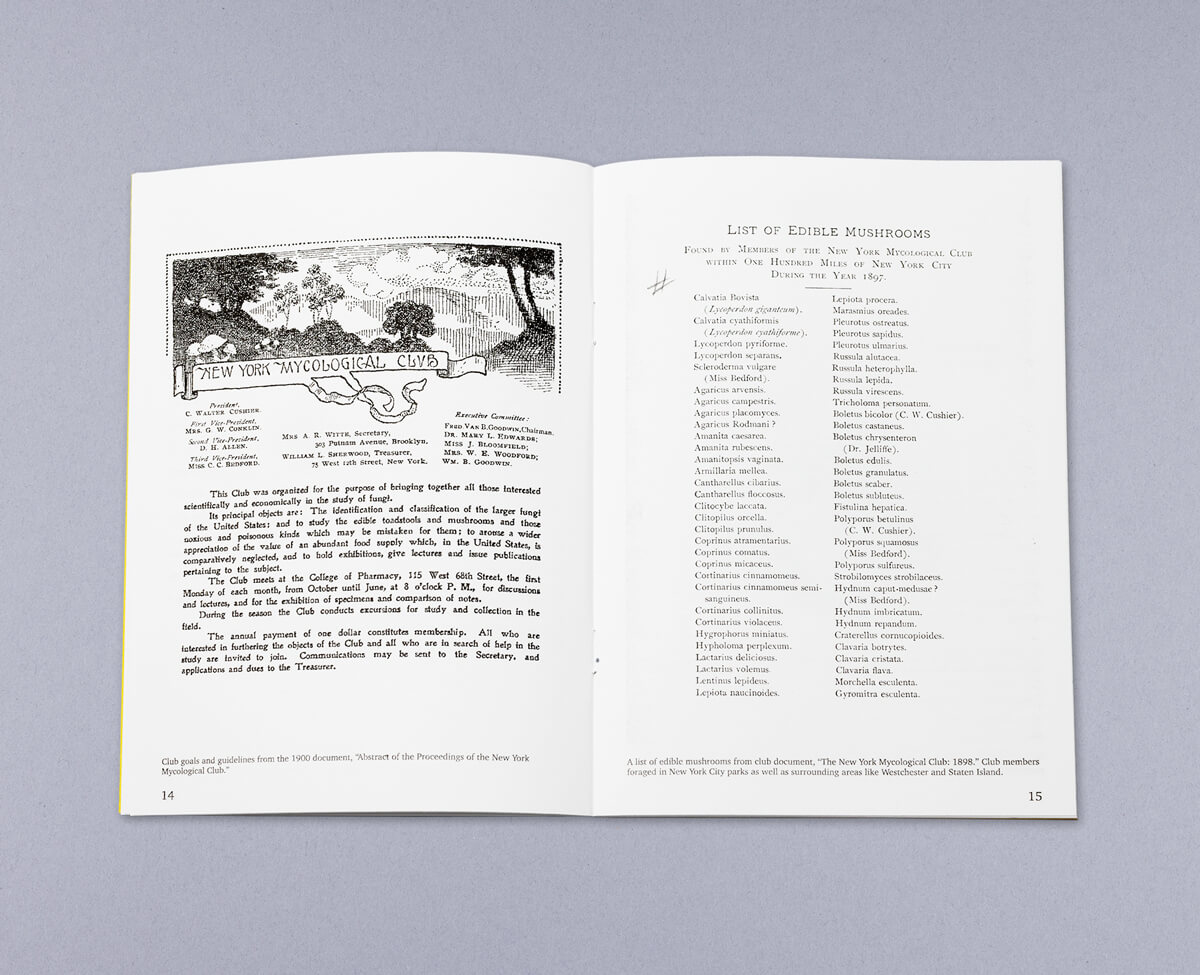 NEW YORK MYCOLOGICAL CLVB
President,
C. WALTER CUSHIER.
First Vice-President,
MRS. G. W. CONKLIN.
Second Vice-President,
D. H. ALLEN.
Third Vice-President,
MISS C. C. BEDFORD.
MRS A. R. WITTE, Secretary,
303 Putnam Avenue, Brooklyn.
WILLIAM L. SHERWOOD, Treasurer,
75 West 12th Street, New York.
Executive Committee:
FRED VAN B. GOODWIN, Chairman.
DR. MARY L. EDWARDS;
MISS J. BLOOMFIELD;
MRS. W. E. WOODFORD;
WM. B. GOODWIN.
This Club was organized for the purpose of bringing together all those interested
scientifically and economically in the study of fungi.
Its principal objects are: The identification and classification of the larger fungi
of the United States; and to study the edible toadstools and mushrooms and those
noxious and poisonous kinds which may be mistaken for them; to arouse a wider
appreciation of the value of an abundant food supply which, in the United States, is
comparatively neglected, and to hold exhibitions, give lectures and issue publications
pertaining to the subject.
The Club meets at the College of Pharmacy, 115 West 68th Street, the first
Monday of each month, from October until June, at 8 o'clock P. M., for discussions
and lectures, and for the exhibition of specimens and comparison of notes.
During the season the Club conducts excursions for study and collection in the
field.
The annual payment of one dollar constitutes membership. All who are
interested in furthering the objects of the Club and all who are in search of help in the
study are invited to join. Communications may be sent to the Secretary, and
applications and dues to the Treasurer.
Club goals and guidelines from the 1900 document, "Abstract of the Proceedings of the New York
Mycological Club."
14
LIST OF EDIBLE MUSHROOMS
FOUND BY MEMBERS OF THE NEW YORK MYCOLOGICAL CLUB
WITHIN ONE HUNDRED MILES OF NEW YORK CITY
DURING THE YEAR 1897.
#
Calvatia Bovista
(Lycoperdon giganteum).
Calvatia cyathiformis
(Lycoperdon cyathiforme).
Lycoperdon pyriforme.
Lycoperdon separans.
Scleroderma vulgare
(Miss Bedford).
Agaricus arvensis.
Agaricus campestris.
Agaricus placomyces.
Agaricus Rodmani?
Amanita caesarea.
Amanita rubescens.
Amanitopsis vaginata.
Armillaria mellea.
Cantharellus cibarius.
Cantharellus floccosus.
Clitocybe laccata.
Clitopilus orcella.
Clitopilus prunulus.
Coprinus atramentarius.
Coprinus comatus.
Coprinus micaceus.
Cortinarius cinnamomeus.
Cortinarius cinnamomeus semi-
sanguineus.
Cortinarius collinitus.
Cortinarius violaceus.
Hygrophorus miniatus.
Hypholoma perplexum.
Lactarius deliciosus.
Lactarius volemus.
Lentinus lepideus.
Lepiota naucinoides.
Lepiota procera.
Marasmius oreades.
Pleurotus ostreatus.
Pleurotus sapidus.
Pleurotus ulmarius.
Russula alutacea.
Russula heterophylla.
Russula lepida.
Russula virescens.
Tricholoma personatum.
Boletus bicolor (C. W. Cushier).
Boletus castaneus.
Boletus chrysenteron
(Dr. Jelliffe).
Boletus edulis.
Boletus granulatus.
Boletus scaber.
Boletus subluteus.
Fistulina hepatica.
Polyporus betulinus
(C. W. Cushier).
Polyporus squamosus
(Miss Bedford).
Polyporus sulfureus.
Strobilomyces strobilaceus.
Hydnum caput-medusae?
(Miss Bedford).
Hydnum imbricatum.
Hydnum repandum.
Craterellus cornucopioides.
Clavaria botrytes.
Clavaria cristata.
Clavaria flava.
Morchella esculenta.
Gyromitra esculenta.
A list of edible mushrooms from club document, "The New York Mycological Club: 1898." Club members
foraged in New York City parks as well as surrounding areas like Westchester and Staten Island.
15